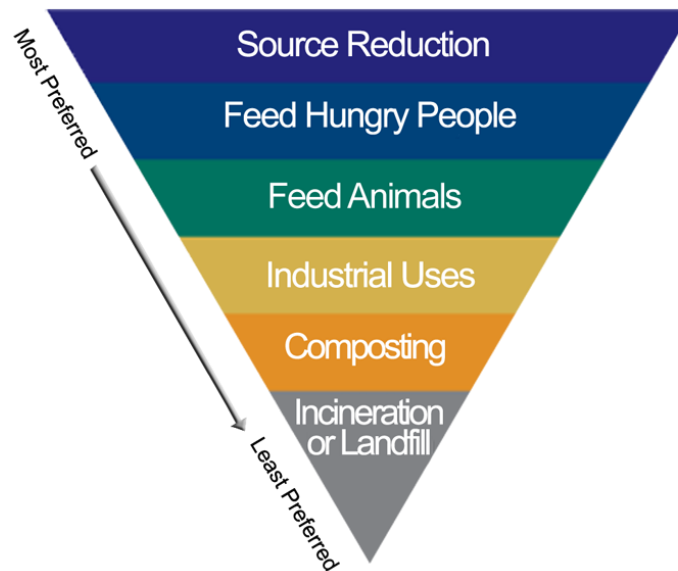 Most Preferred
Source Reduction
Feed Hungry People
Feed Animals
Industrial Uses
Composting
Incineration
or Landfill
Least Preferred